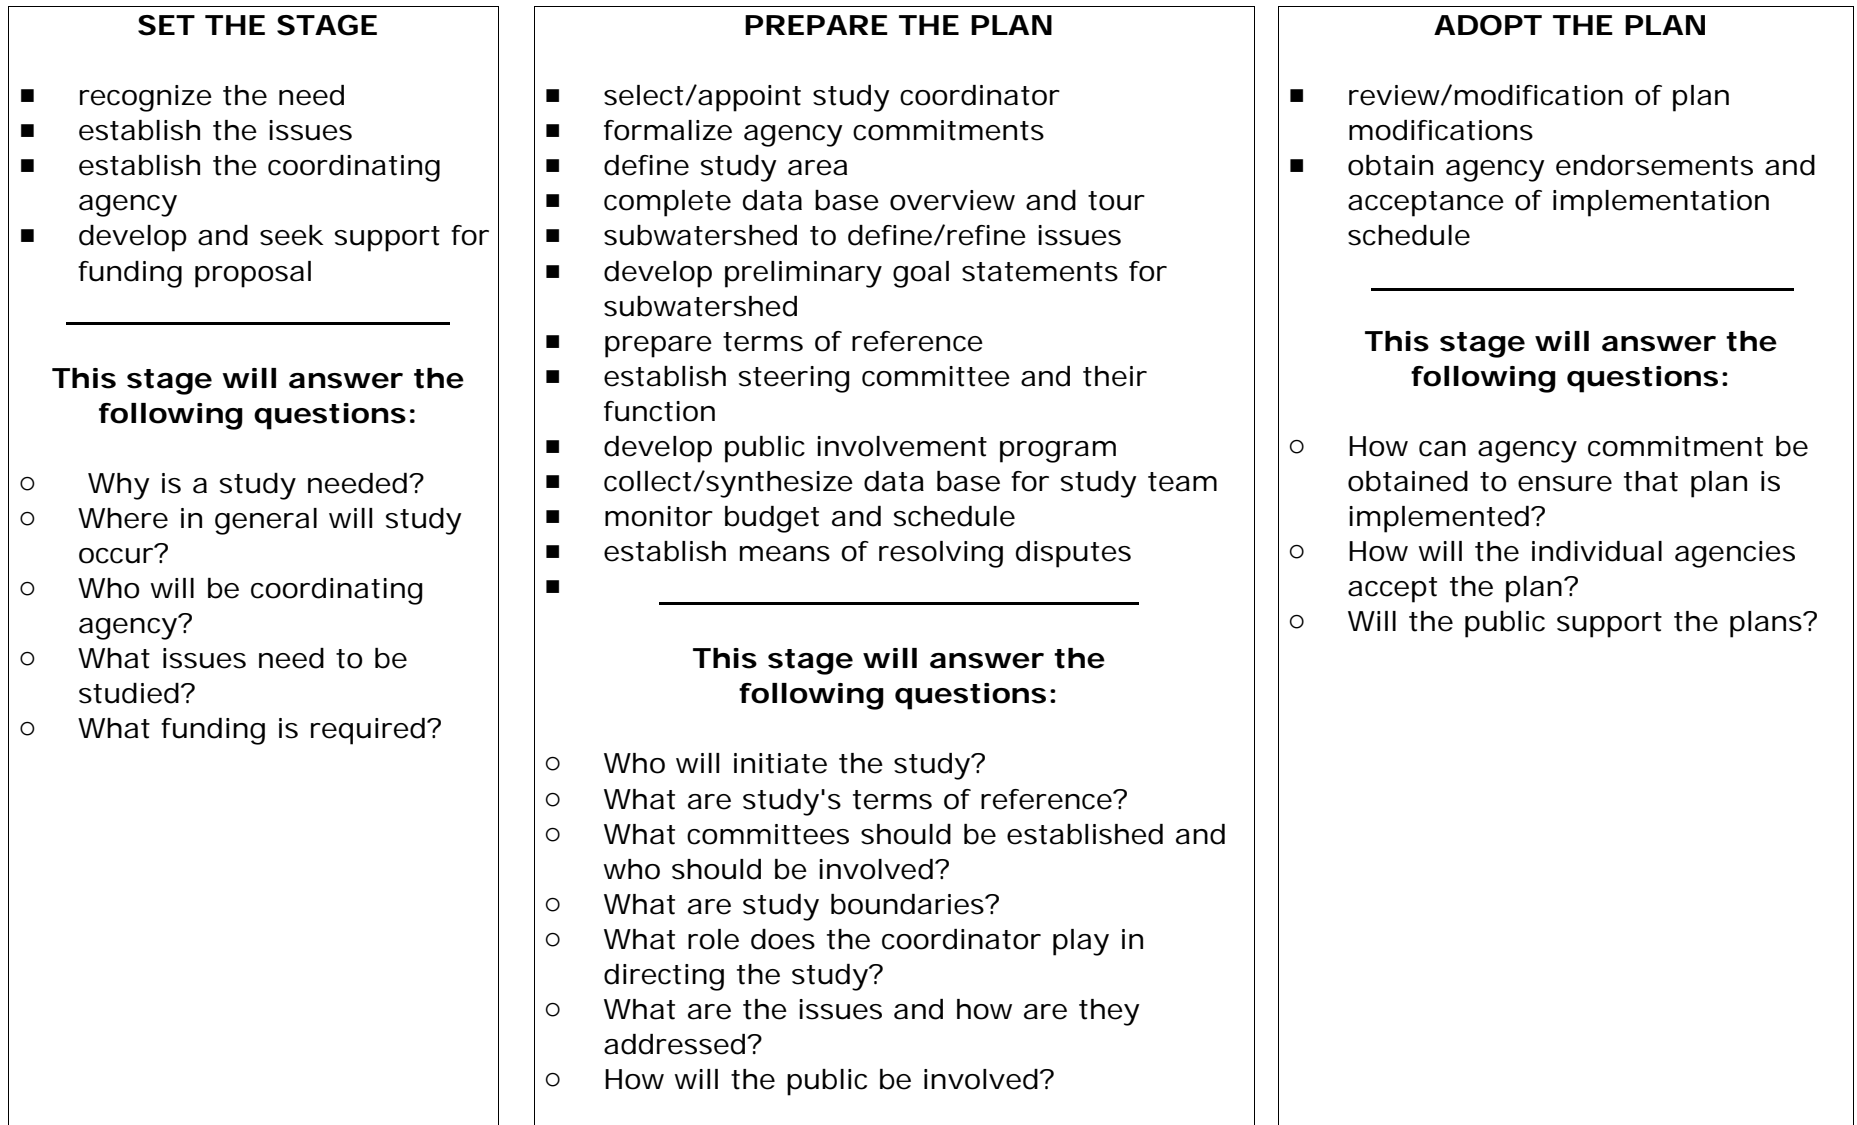 SET THE STAGE
■ recognize the need
■ establish the issues
■ establish the coordinating
agency
■ develop and seek support for
funding proposal
This stage will answer the
following questions:
○ Why is a study needed?
○ Where in general will study
occur?
○ Who will be coordinating
agency?
○ What issues need to be
studied?
○ What funding is required?
PREPARE THE PLAN
■ select/appoint study coordinator
■ formalize agency commitments
■ define study area
■ complete data base overview and tour
■ subwatershed to define/refine issues
■ develop preliminary goal statements for
subwatershed
■ prepare terms of reference
■ establish steering committee and their
function
■ develop public involvement program
■ collect/synthesize data base for study team
■ monitor budget and schedule
■ establish means of resolving disputes
■
This stage will answer the
following questions:
○ Who will initiate the study?
○ What are study's terms of reference?
○ What committees should be established and
who should be involved?
○ What are study boundaries?
○ What role does the coordinator play in
directing the study?
○ What are the issues and how are they
addressed?
○ How will the public be involved?
ADOPT THE PLAN
■ review/modification of plan
modifications
■ obtain agency endorsements and
acceptance of implementation
schedule
This stage will answer the
following questions:
○ How can agency commitment be
obtained to ensure that plan is
implemented?
○ How will the individual agencies
accept the plan?
○ Will the public support the plans?